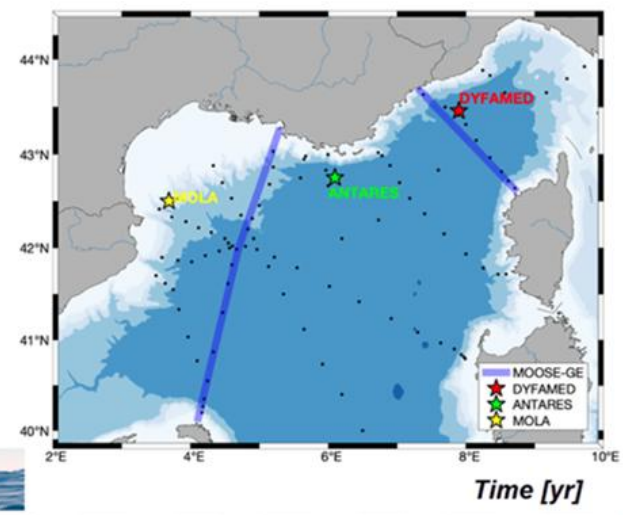 44°N
DYFAMED
43°N
MOLA
ANTARES
42°N
41°N
MOOSE-GE
DYFAMED
ANTARES
MOLA
40°N
2°E 4°E 6°E 8°E 10°E
Time [yr]